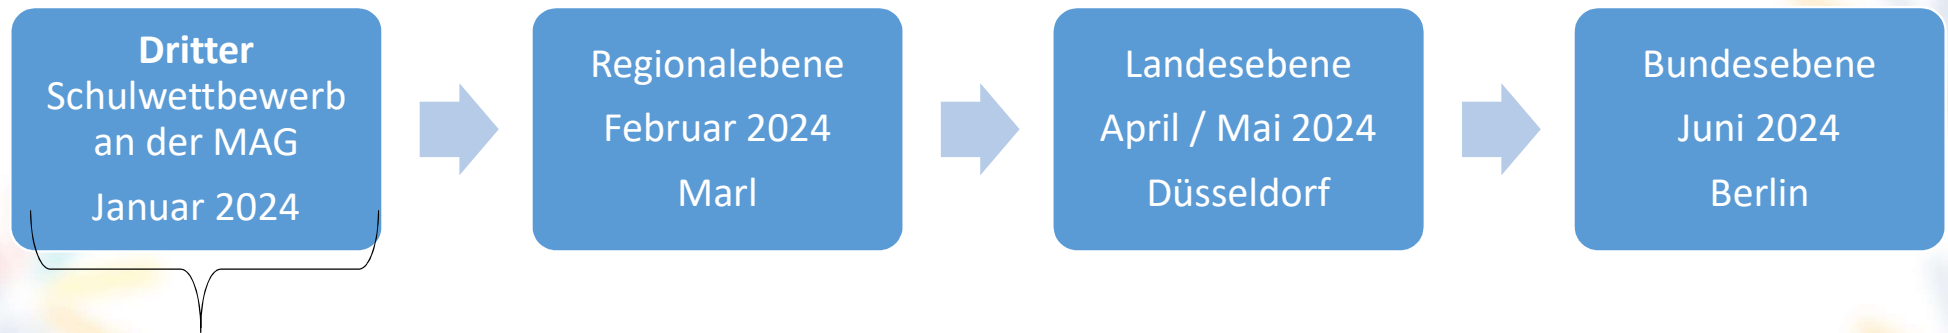 Dritter
Schulwettbewerb
an der MAG
Januar 2024
Regionalebene
Februar 2024
Marl
Landesebene
April / Mai 2024
Düsseldorf
Bundesebene
Juni 2024
Berlin